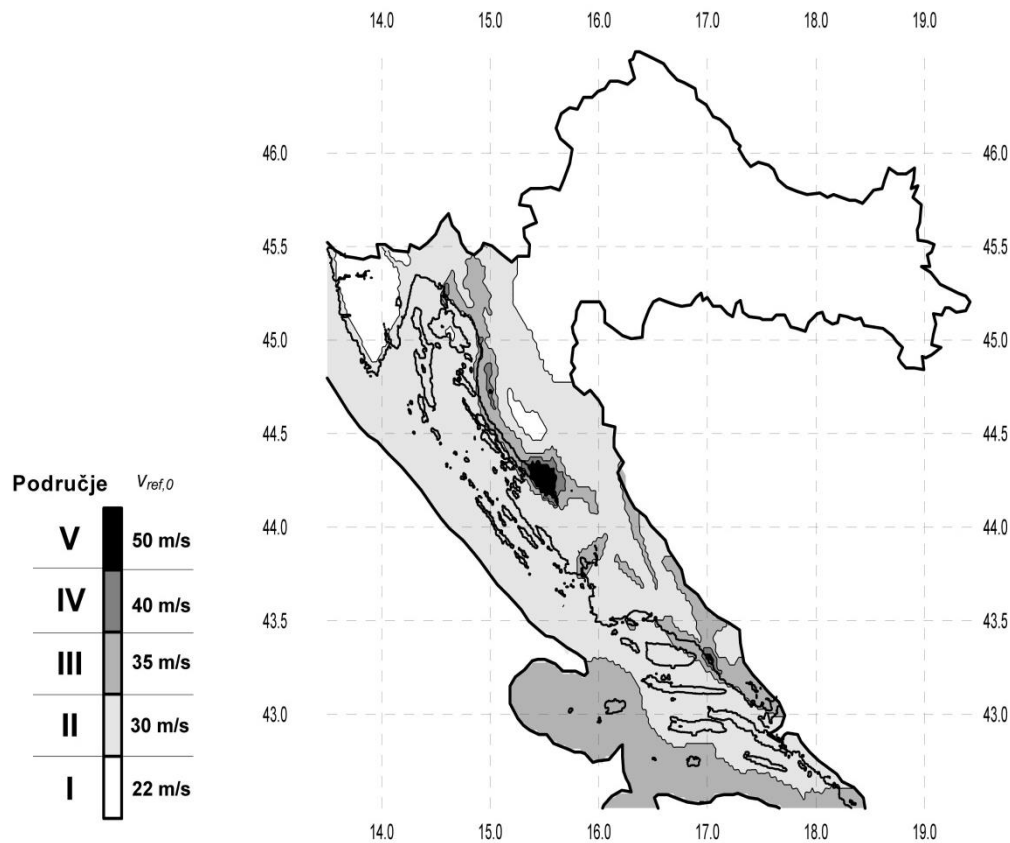 14.0 15.0 16.0 17.0 18.0 19.0
46.0 46.0
45.5 45.5
45.0 45.0
44.5 44.5
44.0 44.0
43.5 43.5
43.0 43.0
14.0 15.0 16.0 17.0 18.0 19.0
Područje vref,0
V 50 m/s
IV 40 m/s
III 35 m/s
II 30 m/s
I 22 m/s